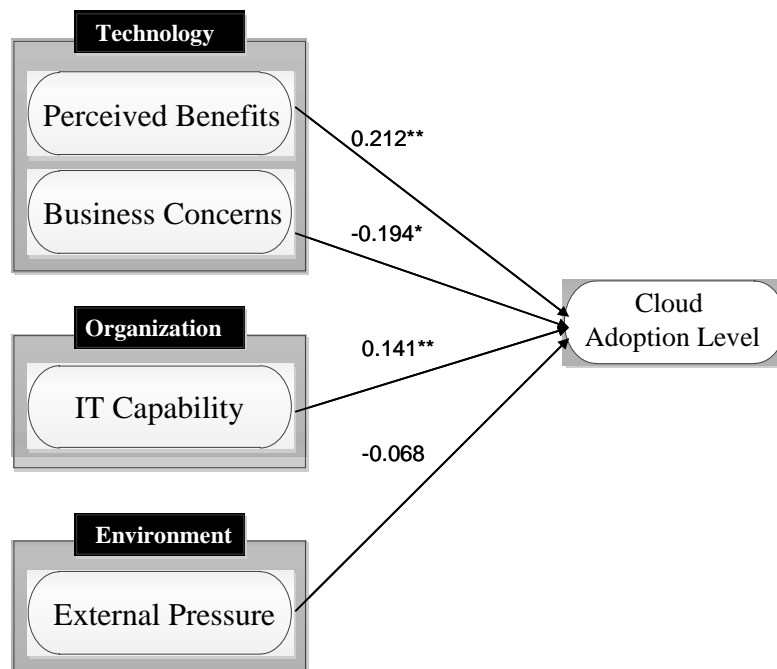 Technology
Perceived Benefits
0.212**
Business Concerns
-0.194*
Cloud
Adoption Level
Organization
0.141**
IT Capability
-0.068
Environment
External Pressure